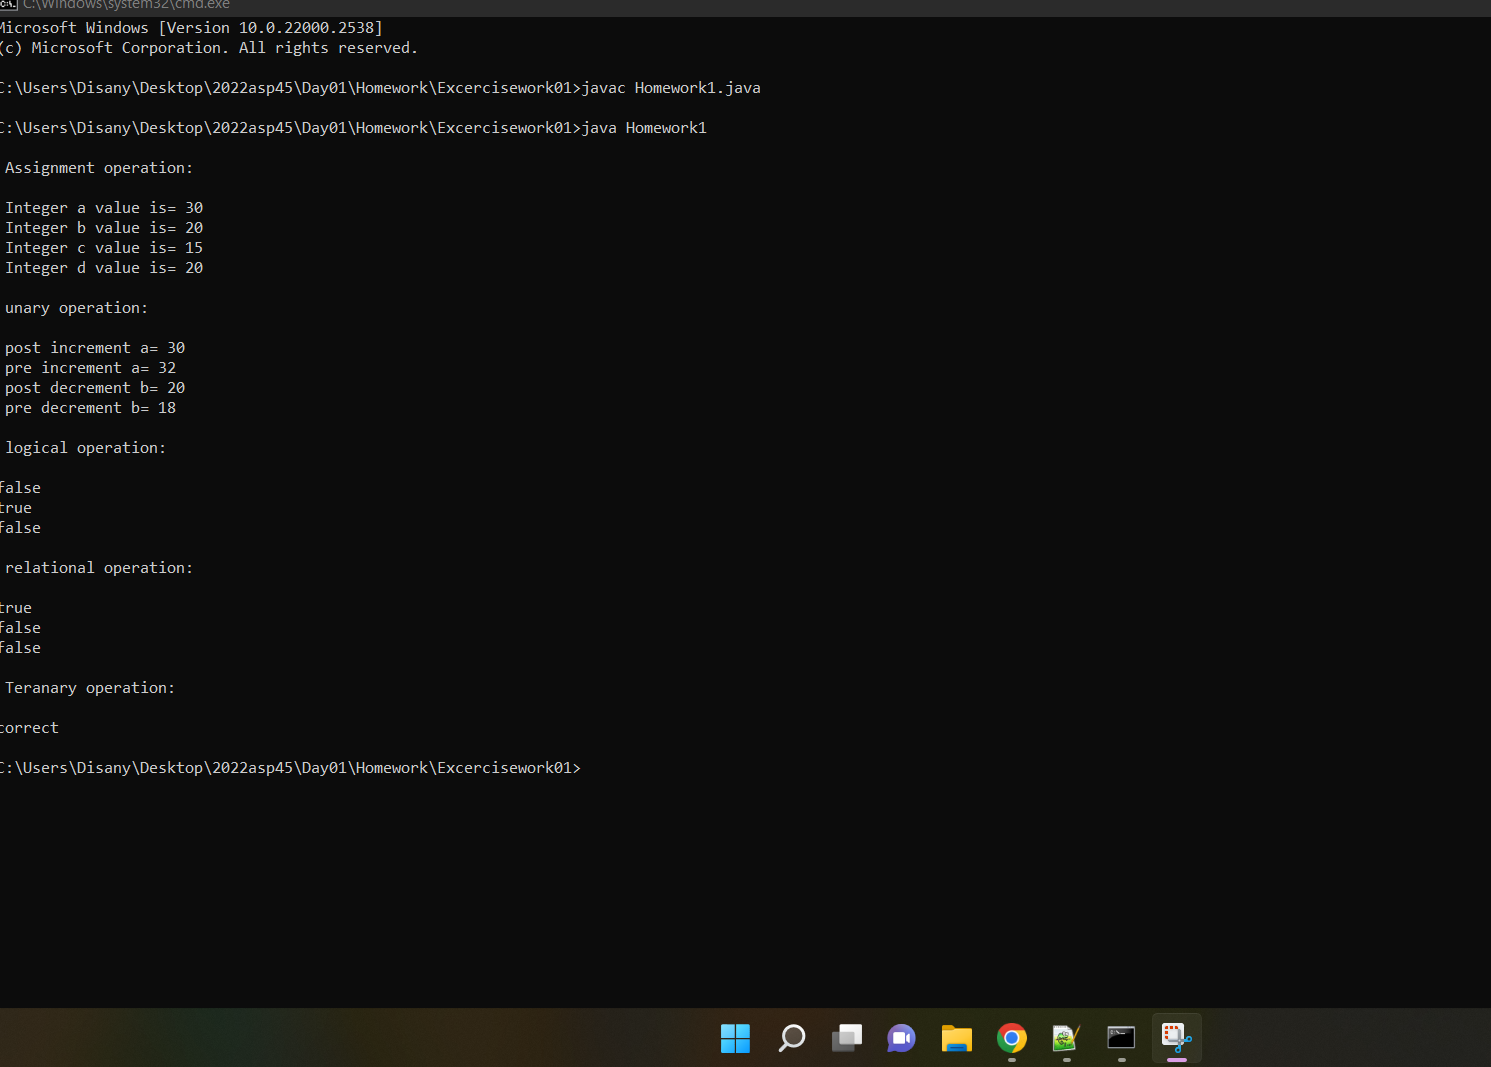 C:\Windows\system32\cmd.exe
Microsoft Windows [Version 10.0.22000.2538]
(c) Microsoft Corporation. All rights reserved.
C:\Users\Disany\Desktop\2022asp45\Day01\Homework\Excercisework01>javac Homework1.java
C:\Users\Disany\Desktop\2022asp45\Day01\Homework\Excercisework01>java Homework1
Assignment operation:
Integer a value is= 30
Integer b value is= 20
Integer c value is= 15
Integer d value is= 20
unary operation:
post increment a= 30
pre increment a= 32
post decrement b= 20
pre decrement b= 18
logical operation:
false
true
false
relational operation:
true
false
false
Teranary operation:
correct
C:\Users\Disany\Desktop\2022asp45\Day01\Homework\Excercisework01>